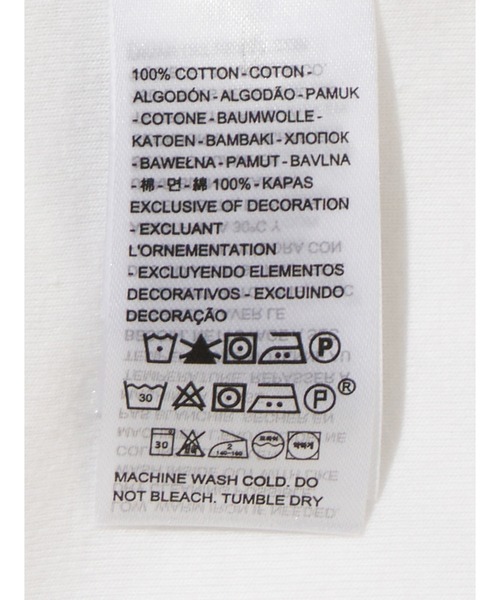 100% COTTON - COTON -
ALGODÓN - ALGODÃO - PAMUK
- COTONE - BAUMWOLLE -
KATOEN - BAMBAKI - ХЛОПОК
- BAWEŁNA - PAMUT - BAVLNA
- 棉 - 면 - 綿 100% - KAPAS
EXCLUSIVE OF DECORATION
- EXCLUANT
L'ORNEMENTATION
- EXCLUYENDO ELEMENTOS
DECORATIVOS - EXCLUINDO
DECORAÇÃO
P
30 P ®
30 2 140-160
MACHINE WASH COLD. DO
NOT BLEACH. TUMBLE DRY